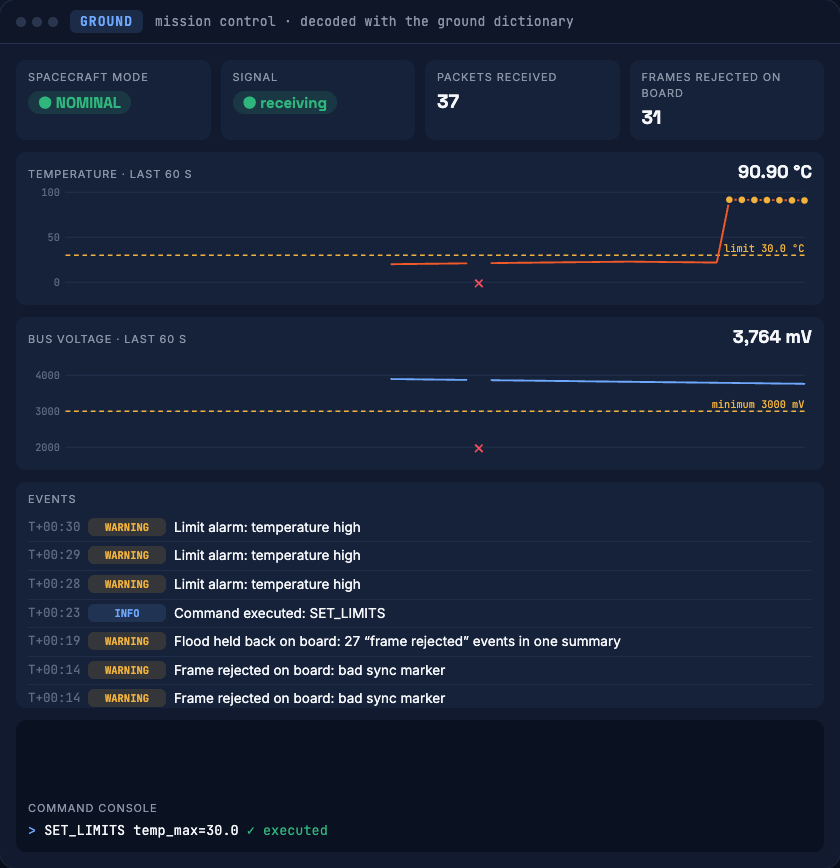 GROUND mission control · decoded with the ground dictionary
SPACECRAFT MODE
NOMINAL
SIGNAL
receiving
PACKETS RECEIVED
37
FRAMES REJECTED ON
BOARD
31
TEMPERATURE · LAST 60 S
90.90 °C
100
50
limit 30.0 °C
0
×
BUS VOLTAGE · LAST 60 S
3,764 mV
4000
minimum 3000 mV
3000
2000
×
EVENTS
T+00:30 WARNING Limit alarm: temperature high
T+00:29 WARNING Limit alarm: temperature high
T+00:28 WARNING Limit alarm: temperature high
T+00:23 INFO Command executed: SET_LIMITS
T+00:19 WARNING Flood held back on board: 27 “frame rejected” events in one summary
T+00:14 WARNING Frame rejected on board: bad sync marker
T+00:14 WARNING Frame rejected on board: bad sync marker
COMMAND CONSOLE
> SET_LIMITS temp_max=30.0 ✓ executed